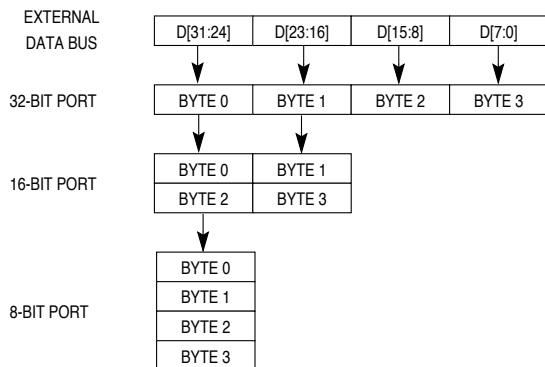 EXTERNAL
DATA BUS
D[31:24] D[23:16] D[15:8] D[7:0]
32-BIT PORT BYTE 0 BYTE 1 BYTE 2 BYTE 3
16-BIT PORT
BYTE 0 BYTE 1
BYTE 2 BYTE 3
8-BIT PORT
BYTE 0
BYTE 1
BYTE 2
BYTE 3